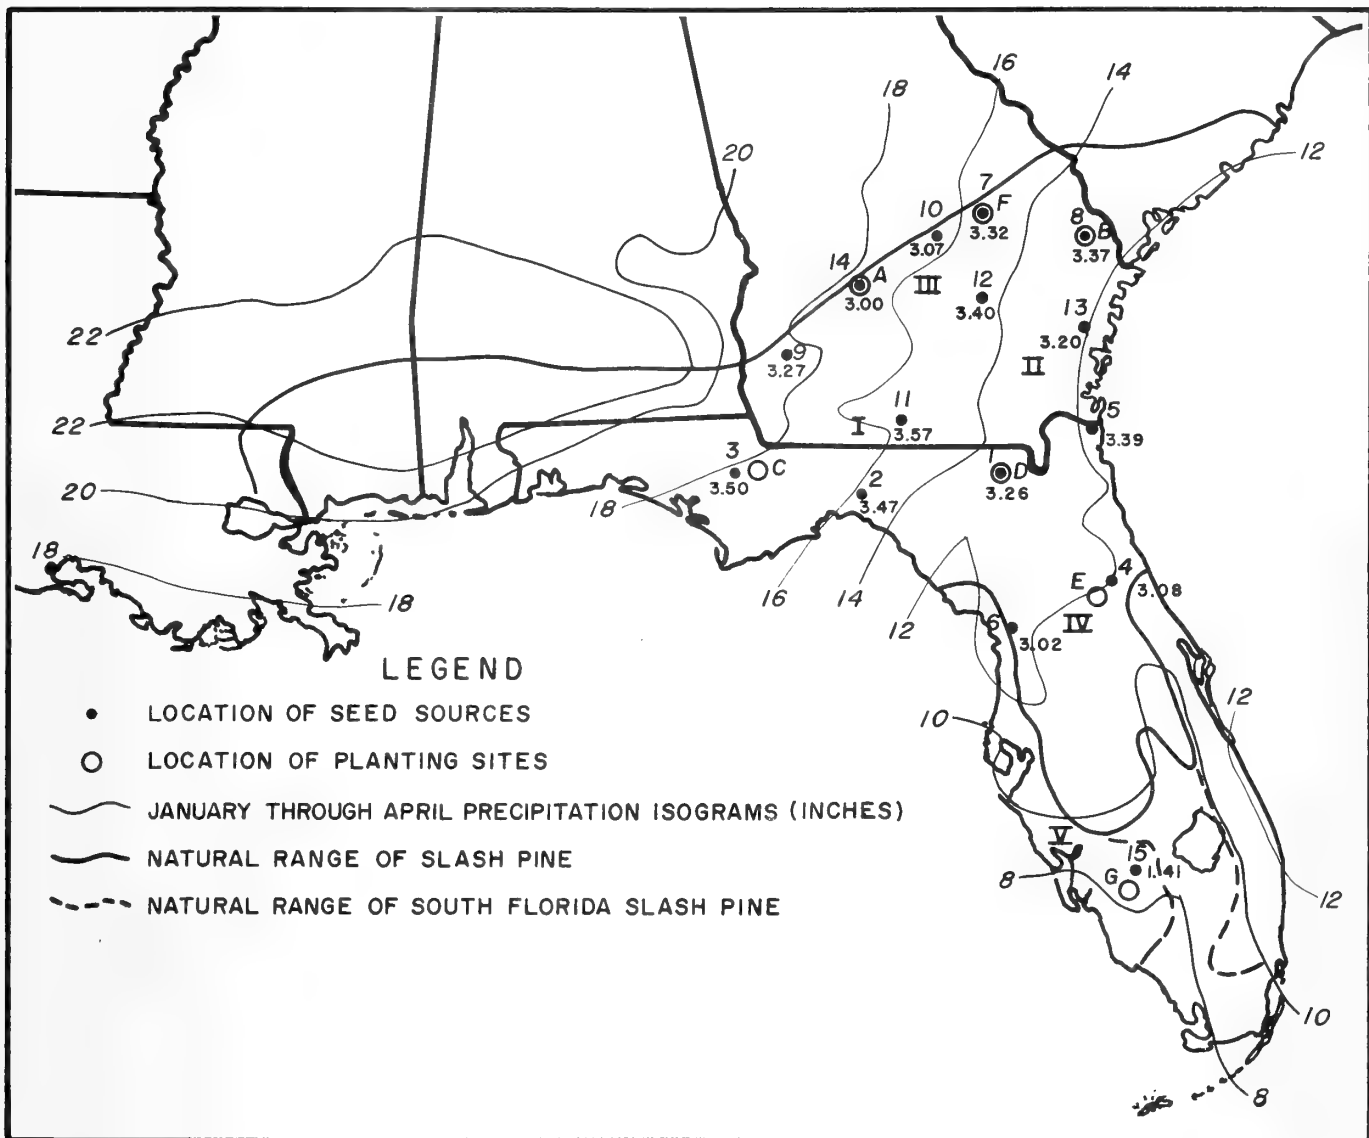 16
14
18
20
12
7
F
3.32
10
3.07
8
B
3.37
14
A
3.00
III
12
3.40
13
3.20
22
9
3.27
II
22
11
3.57
I
5
3.39
3
C
3.50
1
D
3.26
2
3.47
20
18
18
18
16
14
12
E
4
3.08
IV
6
3.02
LEGEND
LOCATION OF SEED SOURCES
LOCATION OF PLANTING SITES
JANUARY THROUGH APRIL PRECIPITATION ISOGRAMS (INCHES)
NATURAL RANGE OF SLASH PINE
NATURAL RANGE OF SOUTH FLORIDA SLASH PINE
10
12
V
15
1.41
G
8
12
10
8